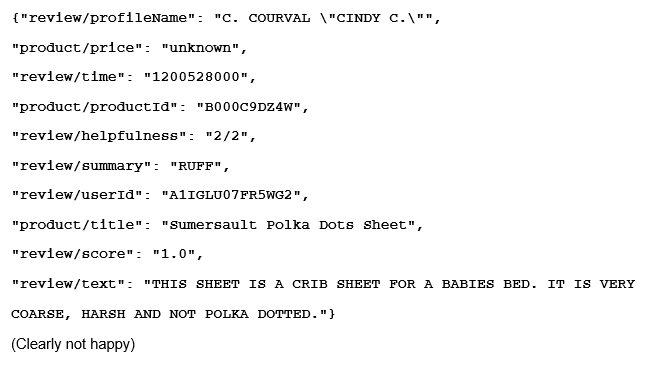 {"review/profileName": "C. COURVAL \"CINDY C.\"",
"product/price": "unknown",
"review/time": "1200528000",
"product/productId": "B000C9DZ4W",
"review/helpfulness": "2/2",
"review/summary": "RUFF",
"review/userId": "A1IGLU07FR5WG2",
"product/title": "Sumersault Polka Dots Sheet",
"review/score": "1.0",
"review/text": "THIS SHEET IS A CRIB SHEET FOR A BABIES BED. IT IS VERY
COARSE, HARSH AND NOT POLKA DOTTED."}
(Clearly not happy)